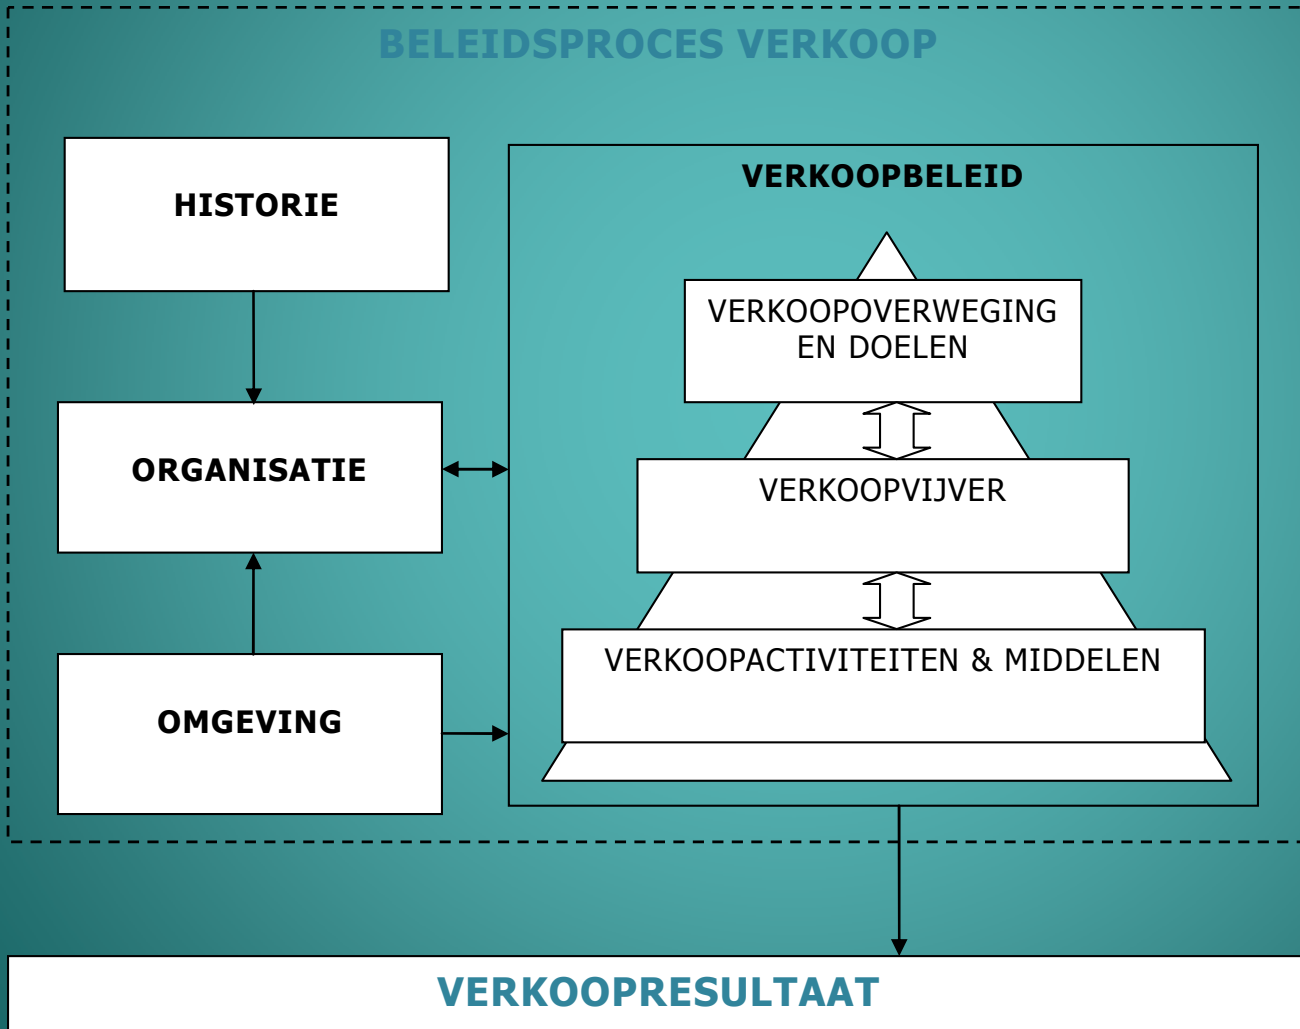 BELEIDSPROCES VERKOOP
HISTORIE
ORGANISATIE
OMGEVING
VERKOOPBELEID
VERKOOPOVERWEGING
EN DOELEN
VERKOOPVIJVER
VERKOOPACTIVITEITEN & MIDDELEN
VERKOOPRESULTAAT